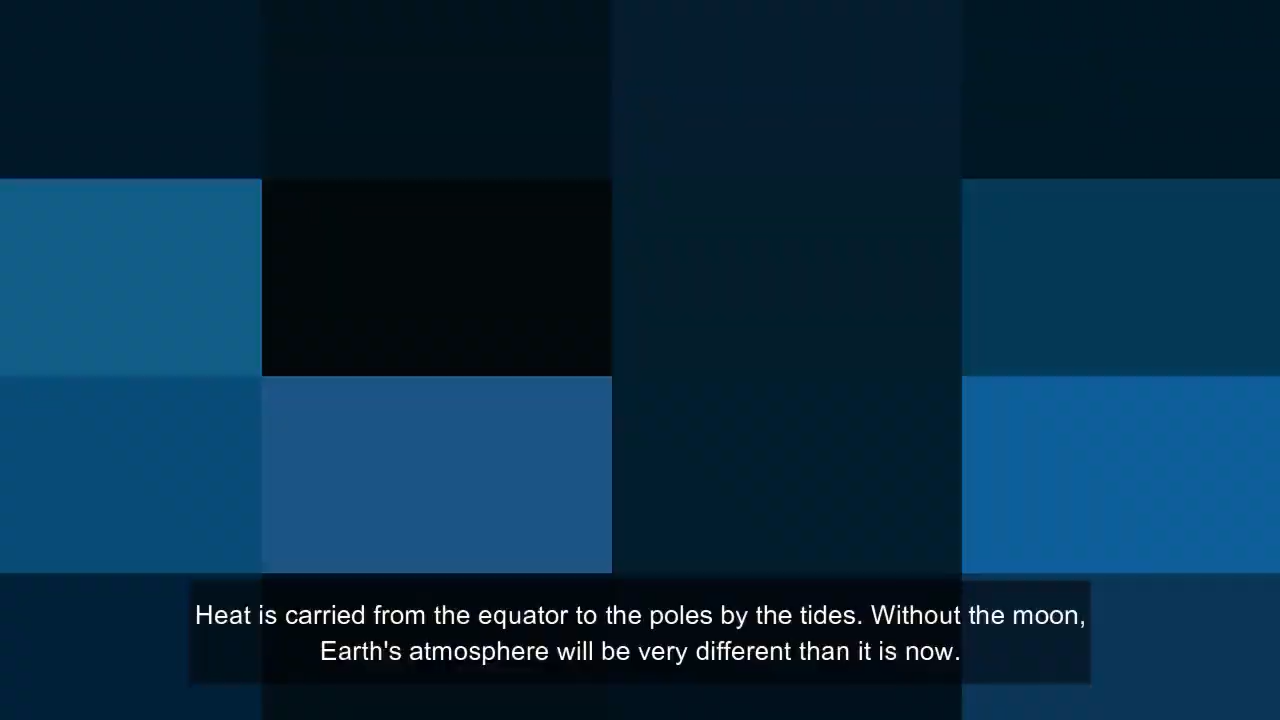 Heat is carried from the equator to the poles by the tides. Without the moon,
Earth's atmosphere will be very different than it is now.